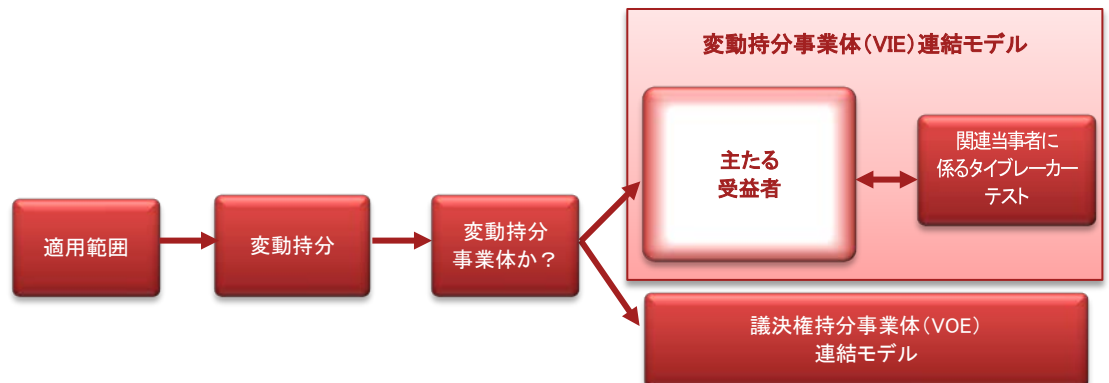 変動持分事業体（VIE）連結モデル
主たる
受益者
関連当事者に
係るタイブレーカー
テスト
適用範囲
変動持分
変動持分
事業体か？
議決権持分事業体（VOE）
連結モデル